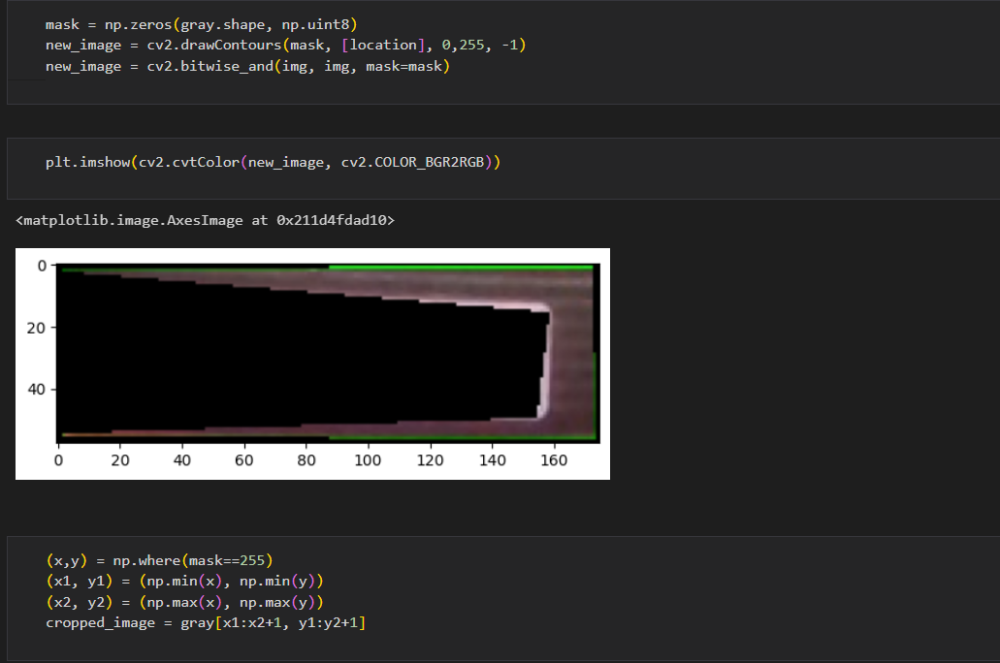 mask = np.zeros(gray.shape, np.uint8)
new_image = cv2.drawContours(mask, [location], 0,255, -1)
new_image = cv2.bitwise_and(img, img, mask=mask)
plt.imshow(cv2.cvtColor(new_image, cv2.COLOR_BGR2RGB))
<matplotlib.image.AxesImage at 0x211d4fdad10>
0
20
40
0 20 40 60 80 100 120 140 160
(x,y) = np.where(mask==255)
(x1, y1) = (np.min(x), np.min(y))
(x2, y2) = (np.max(x), np.max(y))
cropped_image = gray[x1:x2+1, y1:y2+1]